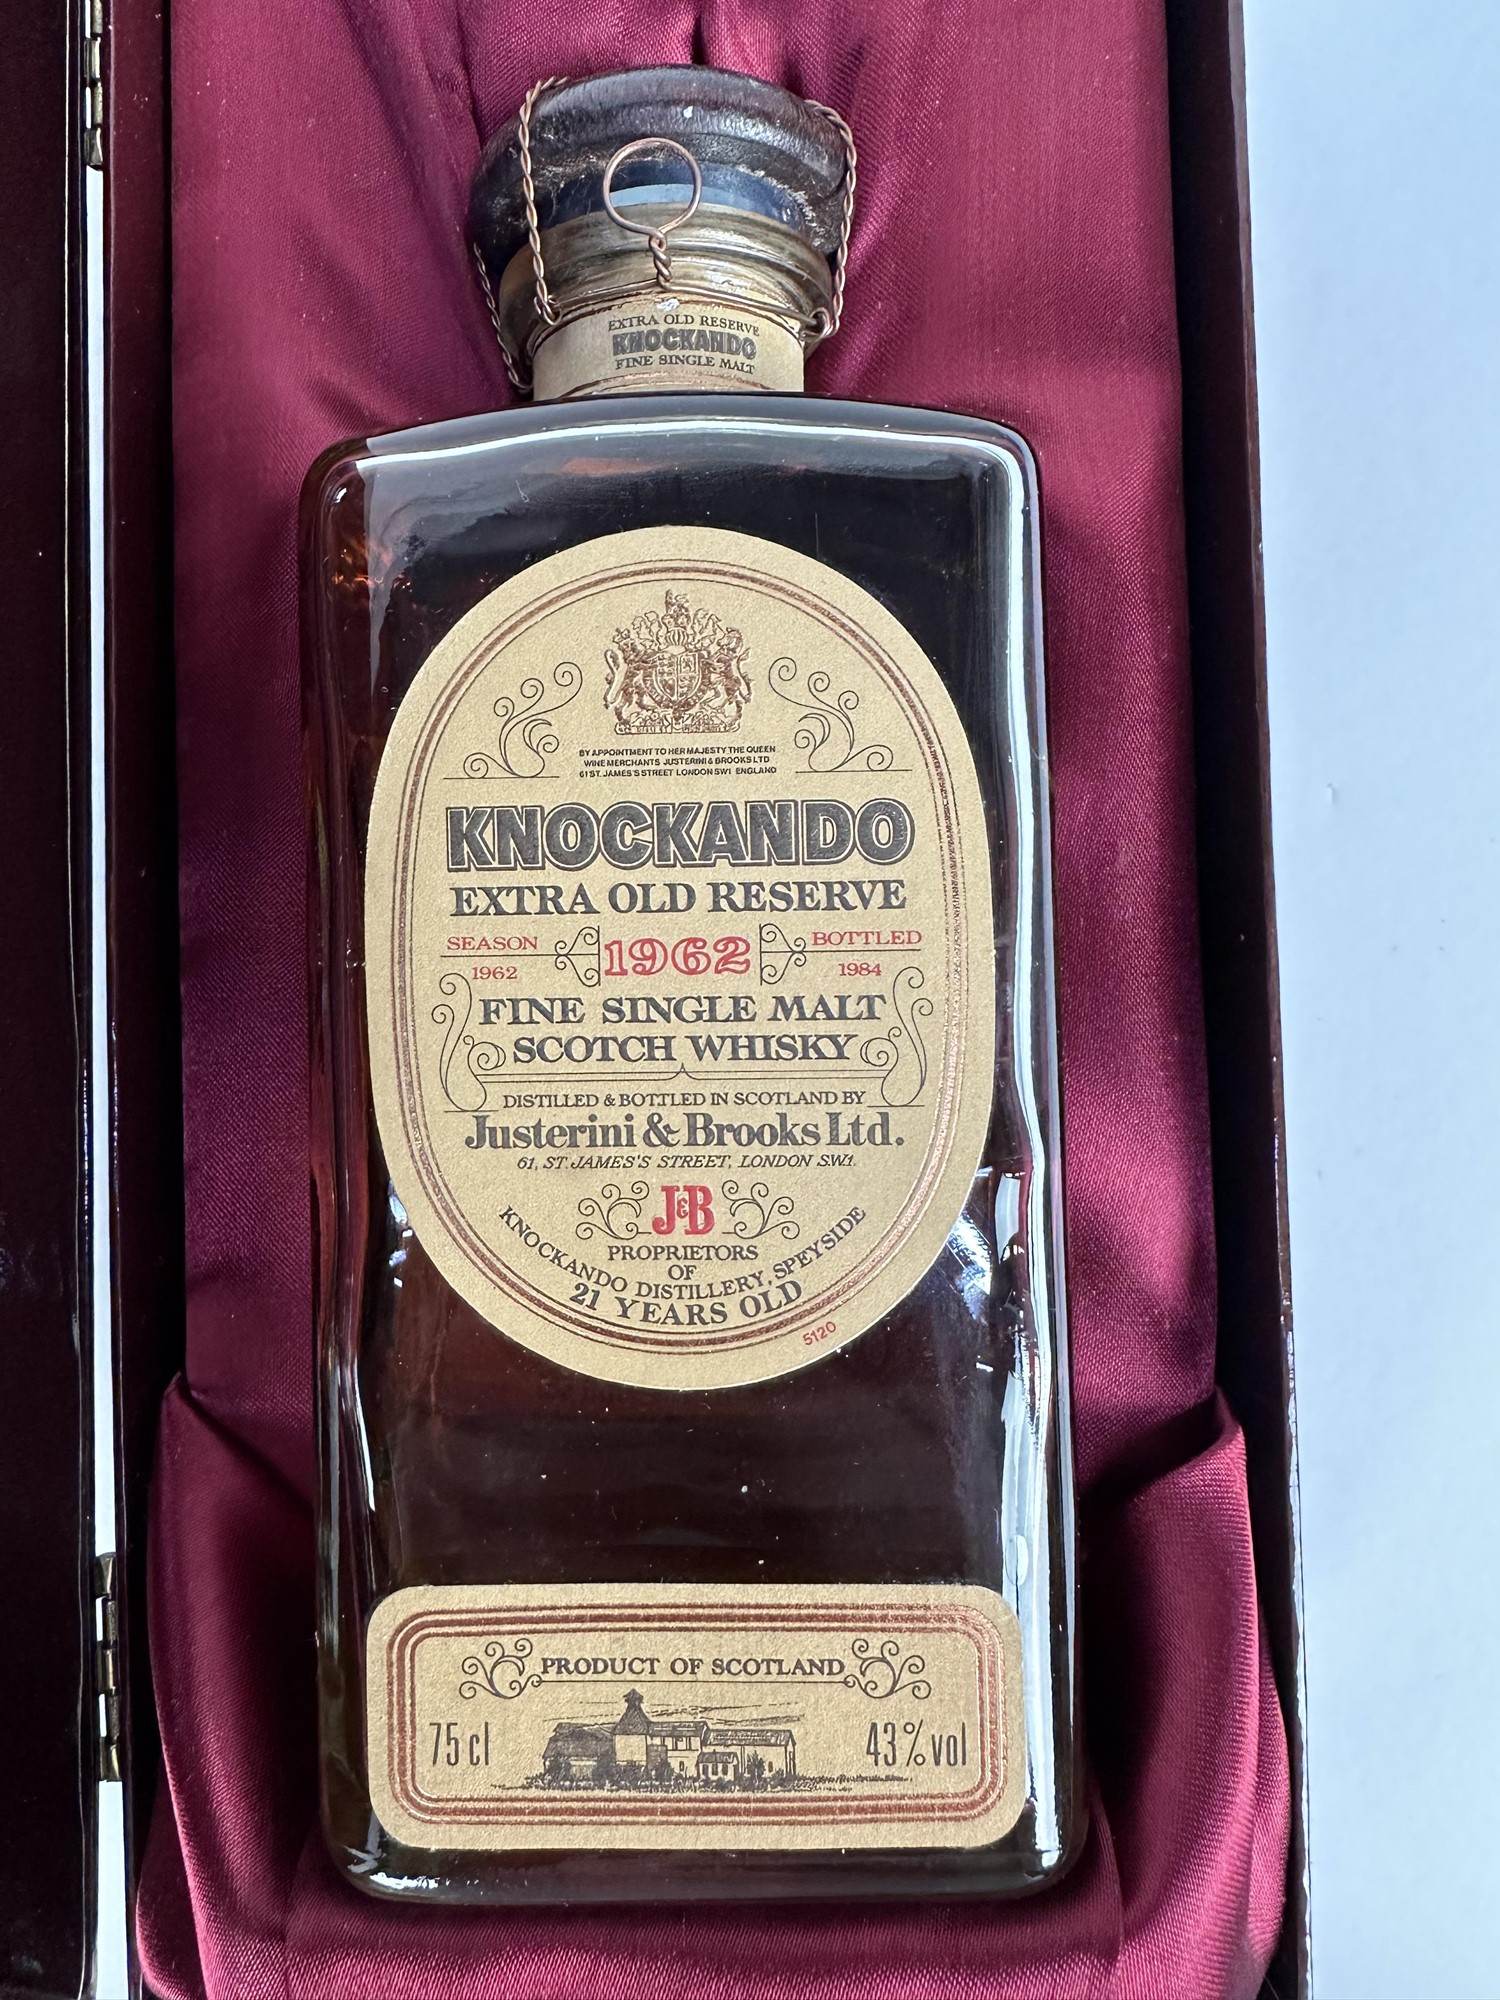 EXTRA OLD RESERVE
KNOCKANDO
FINE SINGLE MALT
BY APPOINTMENT TO HER MAJESTY THE QUEEN
WINE MERCHANTS JUSTERINI & BROOKS LTD
61 ST. JAMES'S STREET LONDON SW1 ENGLAND
KNOCKANDO
EXTRA OLD RESERVE
SEASON 1962 BOTTLED
1962 1984
FINE SINGLE MALT
SCOTCH WHISKY
DISTILLED & BOTTLED IN SCOTLAND BY
Justerini & Brooks Ltd.
61, ST. JAMES'S STREET, LONDON S.W.1.
J&B
PROPRIETORS
OF
KNOCKANDO DISTILLERY, SPEYSIDE
21 YEARS OLD
5120
PRODUCT OF SCOTLAND
75 cl 43% vol